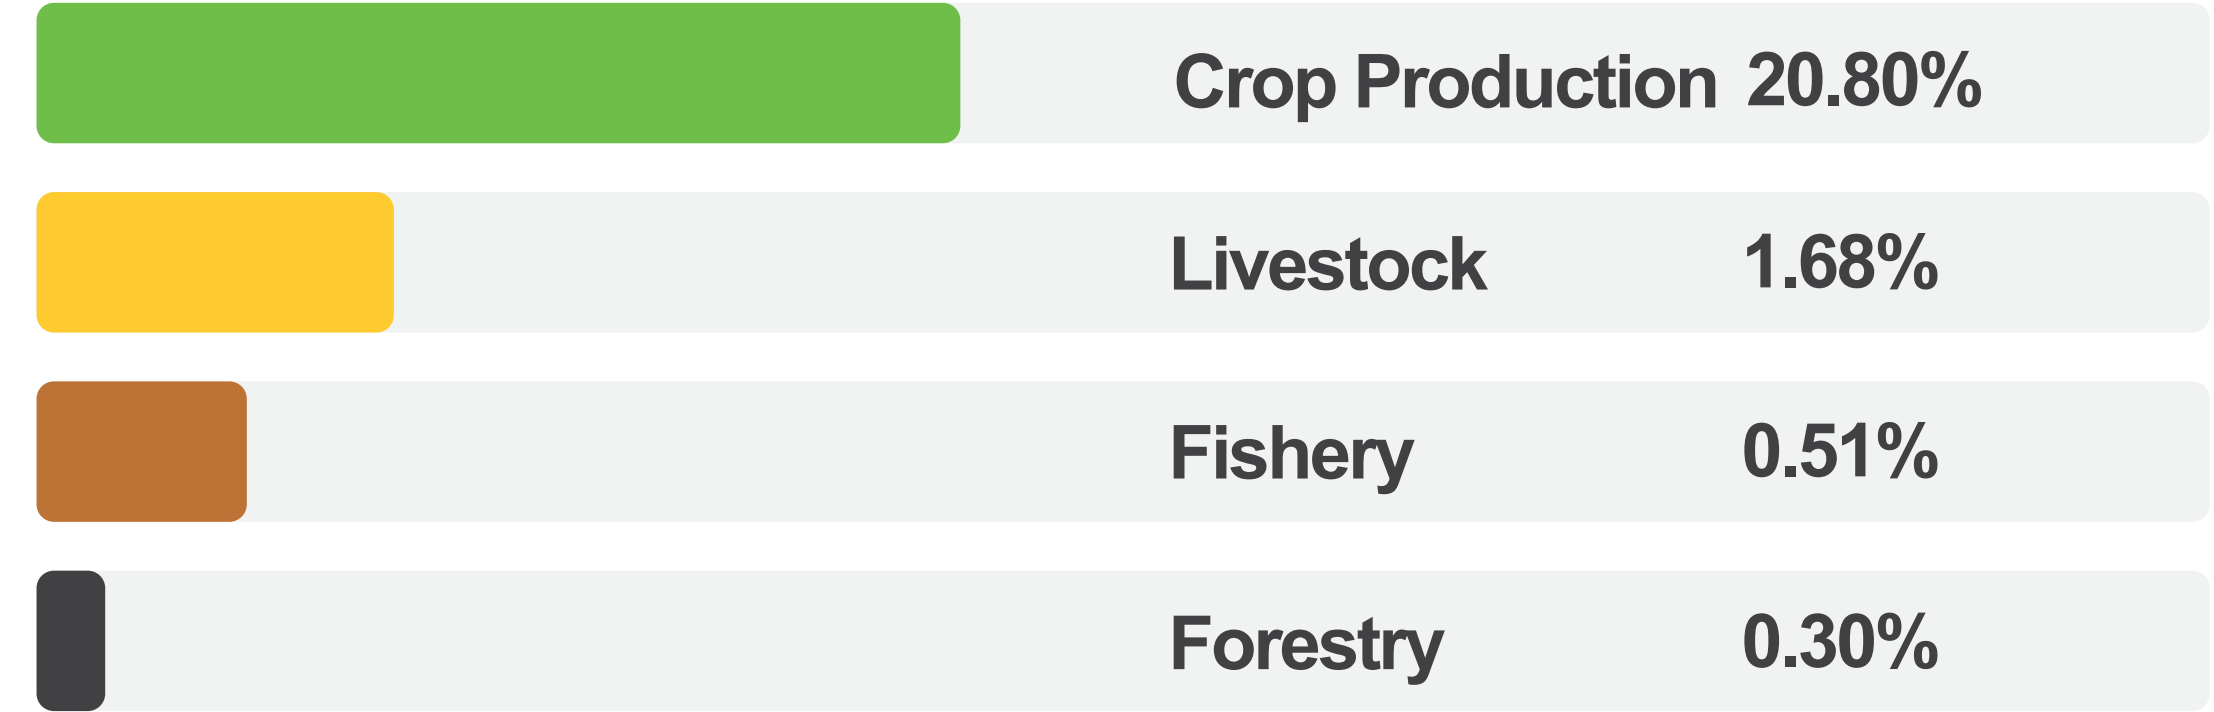 Crop Production 20.80%
Livestock 1.68%
Fishery 0.51%
Forestry 0.30%